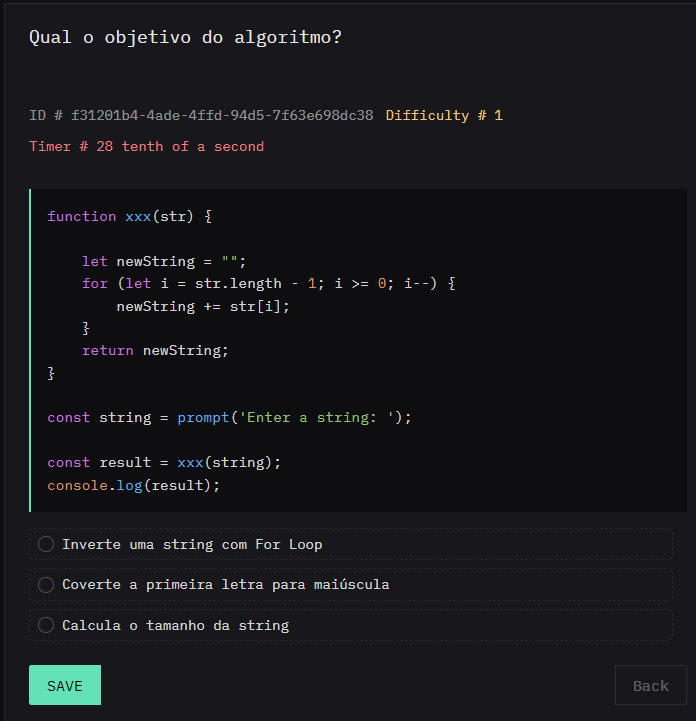 Qual o objetivo do algoritmo?
ID # f31201b4-4ade-4ffd-94d5-7f63e698dc38 Difficulty # 1
Timer # 28 tenth of a second
function xxx(str) {
let newString = "";
for (let i = str.length - 1; i >= 0; i--) {
newString += str[i];
}
return newString;
}
const string = prompt('Enter a string: ');
const result = xxx(string);
console.log(result);
Inverte uma string com For Loop
Coverte a primeira letra para maiúscula
Calcula o tamanho da string
SAVE
Back